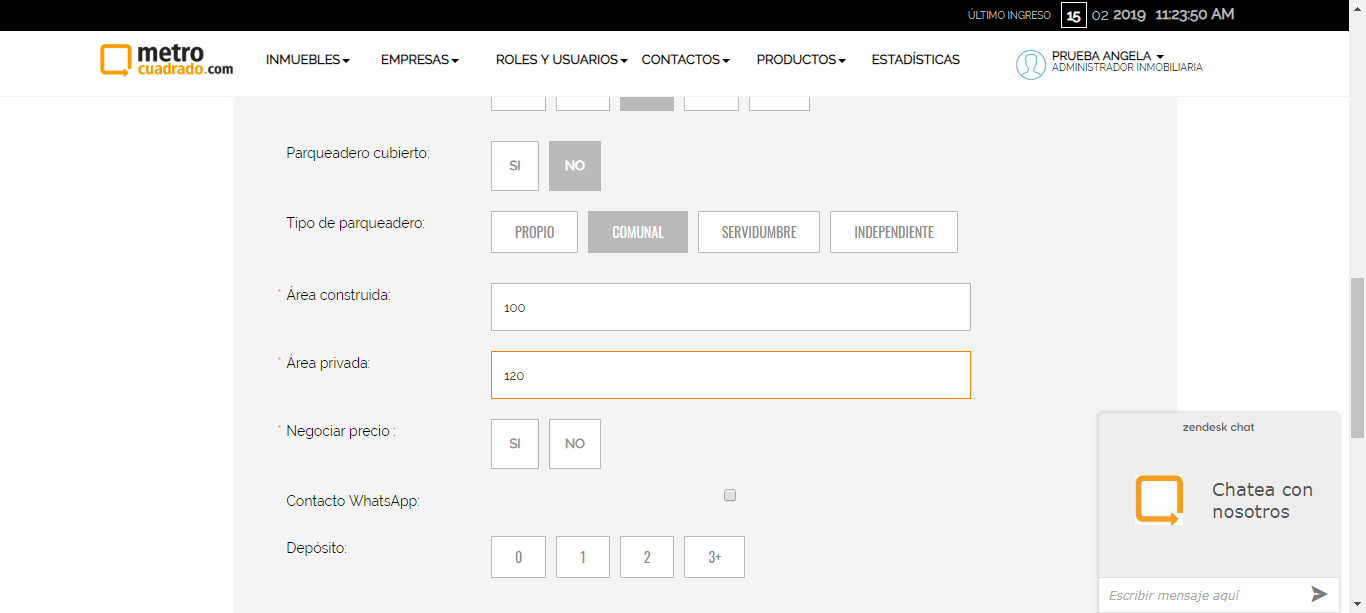 ÚLTIMO INGRESO 15 02 2019 11:23:50 AM
metro
cuadrado.com
INMUEBLES EMPRESAS ROLES Y USUARIOS CONTACTOS PRODUCTOS ESTADÍSTICAS
PRUEBA ANGELA
ADMINISTRADOR INMOBILIARIA
Parqueadero cubierto:
SI NO
Tipo de parqueadero:
PROPIO COMUNAL SERVIDUMBRE INDEPENDIENTE
* Área construida:
100
* Área privada:
120
* Negociar precio :
SI NO
Contacto WhatsApp:
Depósito:
0 1 2 3+
zendesk chat
Chatea con
nosotros
Escribir mensaje aquí